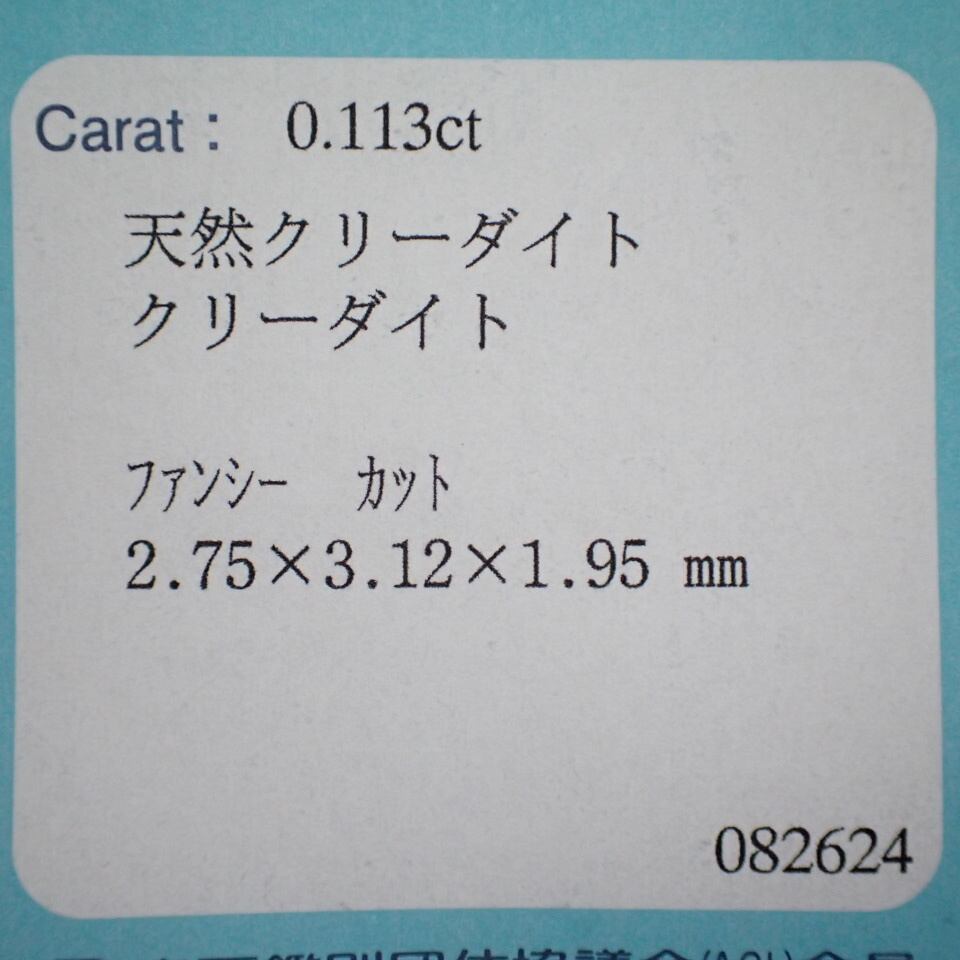 Carat： 0.113ct
天然クリーダイト
クリーダイト
ファンシー カット
2.75×3.12×1.95 mm
082624